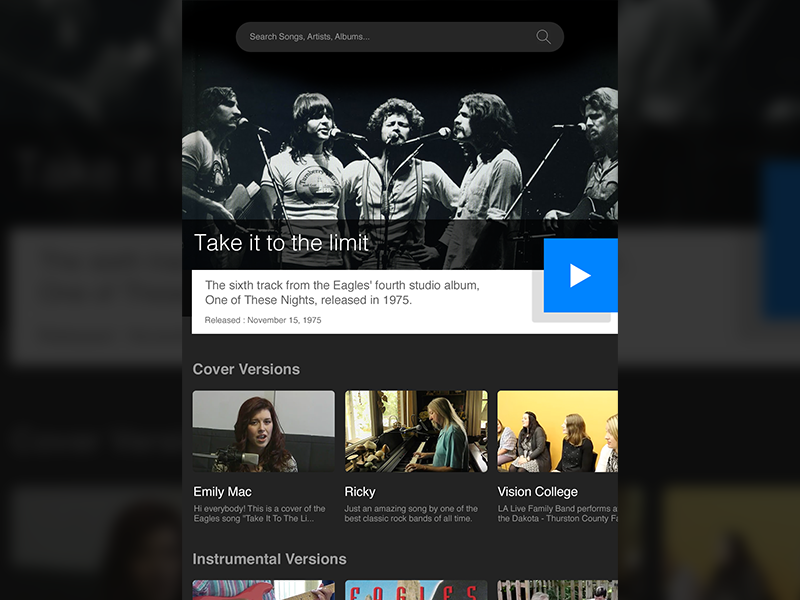 Search Songs, Artists, Albums...
Take it to the limit
The sixth track from the Eagles' fourth studio album,
One of These Nights, released in 1975.
Released : November 15, 1975
Cover Versions
Emily Mac
Hi everybody! This is a cover of the
Eagles song "Take It To The Li...
Ricky
Just an amazing song by one of the
best classic rock bands of all time.
Vision College
LA Live Family Band performs a
the Dakota - Thurston County Fa
Instrumental Versions
EAGLES